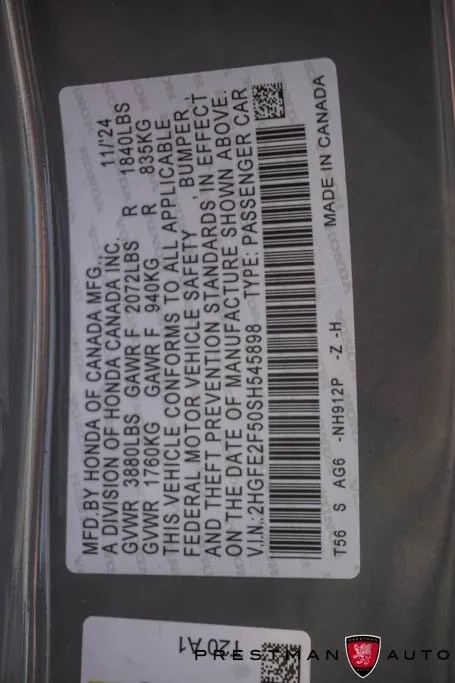 MFD.BY HONDA OF CANADA MFG., 11/'24
A DIVISION OF HONDA CANADA INC.
GVWR 3880LBS GAWR F 2072LBS R 1840LBS
GVWR 1760KG GAWR F 940KG R 835KG
THIS VEHICLE CONFORMS TO ALL APPLICABLE
FEDERAL MOTOR VEHICLE SAFETY , BUMPER ,
AND THEFT PREVENTION STANDARDS IN EFFECT
ON THE DATE OF MANUFACTURE SHOWN ABOVE.
V.I.N.:2HGFE2F50SH545898 TYPE: PASSENGER CAR
T56 S AG6 -NH912P -Z -H MADE IN CANADA
120 A1
PRESTMAN AUTO